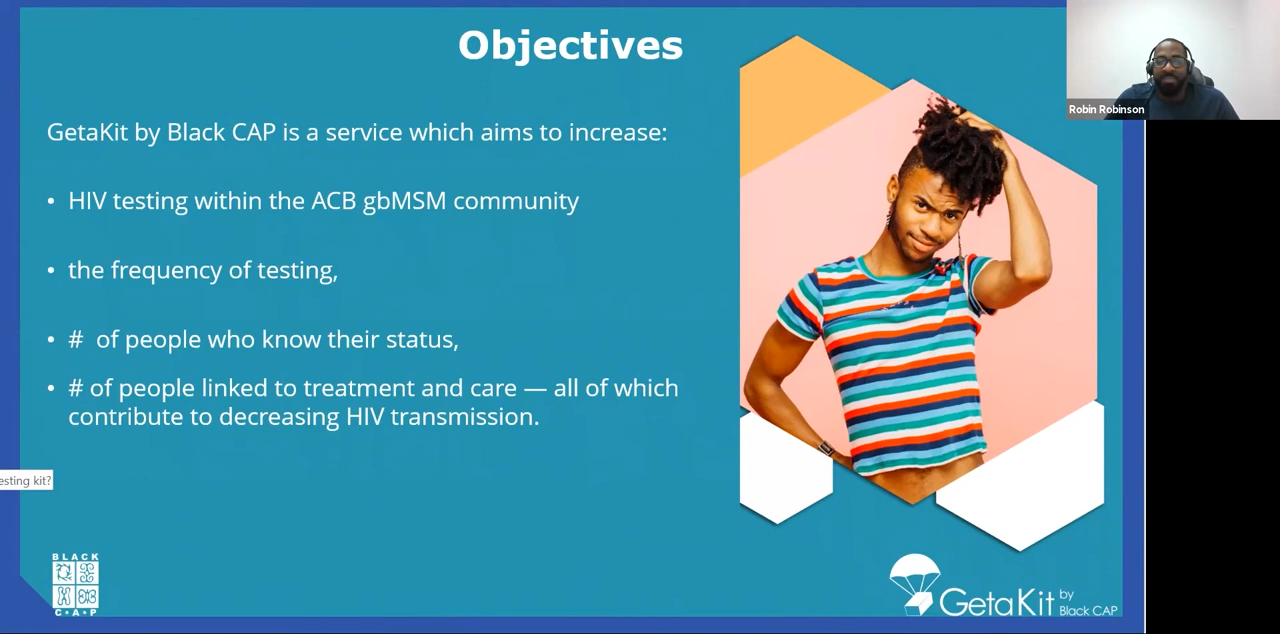 Objectives
Robin Robinson
GetaKit by Black CAP is a service which aims to increase:
• HIV testing within the ACB gbMSM community
• the frequency of testing,
• #  of people who know their status,
• # of people linked to treatment and care — all of which
contribute to decreasing HIV transmission.
esting kit?
BLACK
C•A•P
GetaKit by
Black CAP